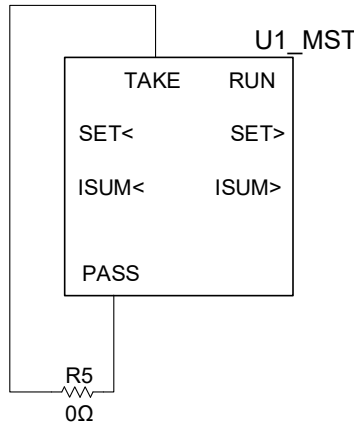 U1_MST
TAKE RUN
SET< SET>
ISUM< ISUM>
PASS
R5
0Ω